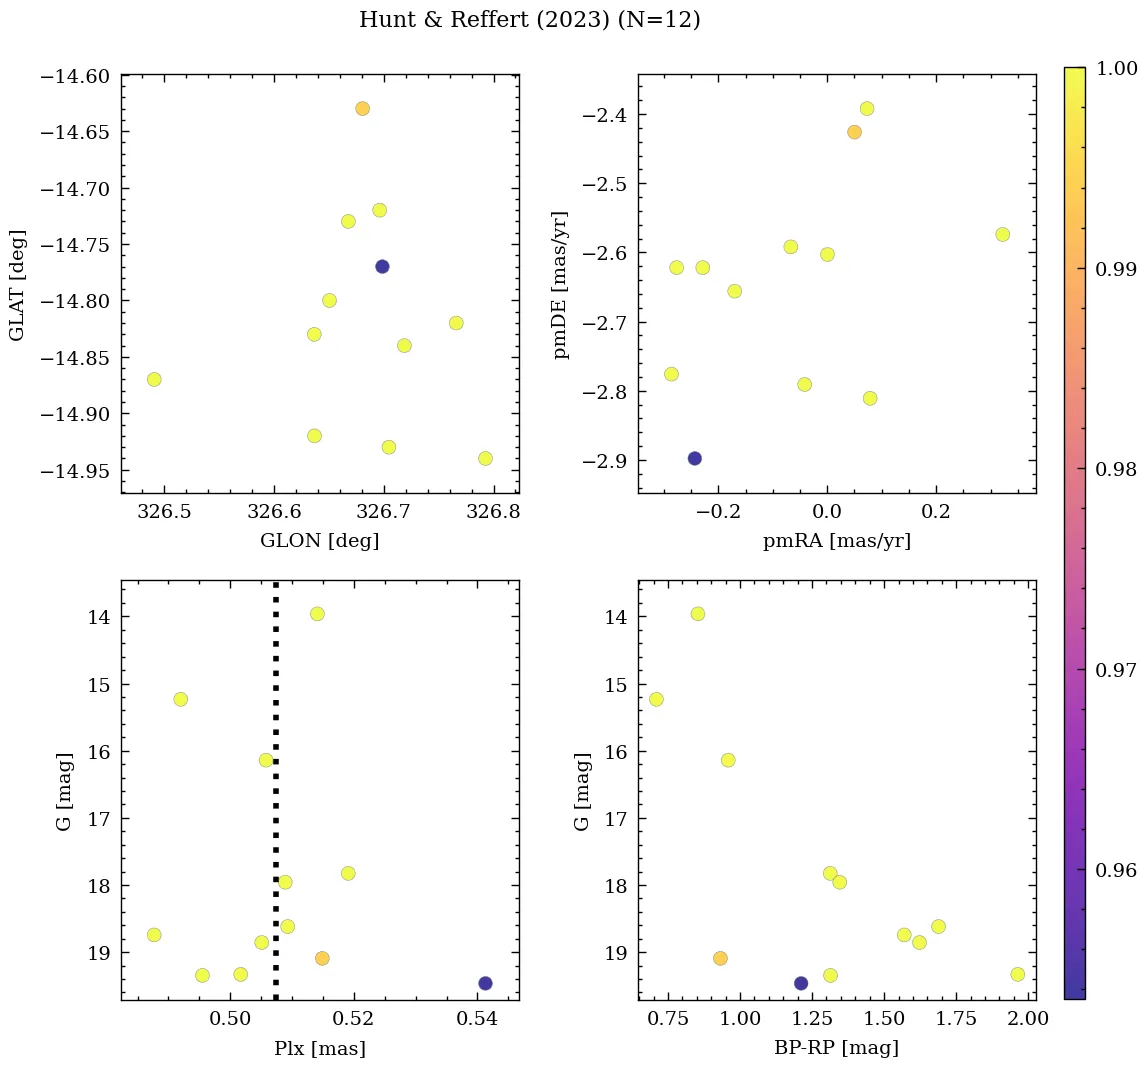 Hunt & Reffert (2023) (N=12)
−14.60
−14.65
−14.70
−14.75
−14.80
−14.85
−14.90
−14.95
GLAT [deg]
326.5 326.6 326.7 326.8
GLON [deg]
−2.4
−2.5
−2.6
−2.7
−2.8
−2.9
pmDE [mas/yr]
−0.2 0.0 0.2
pmRA [mas/yr]
14
15
16
17
18
19
G [mag]
0.50 0.52 0.54
Plx [mas]
14
15
16
17
18
19
G [mag]
0.75 1.00 1.25 1.50 1.75 2.00
BP-RP [mag]
1.00
0.99
0.98
0.97
0.96